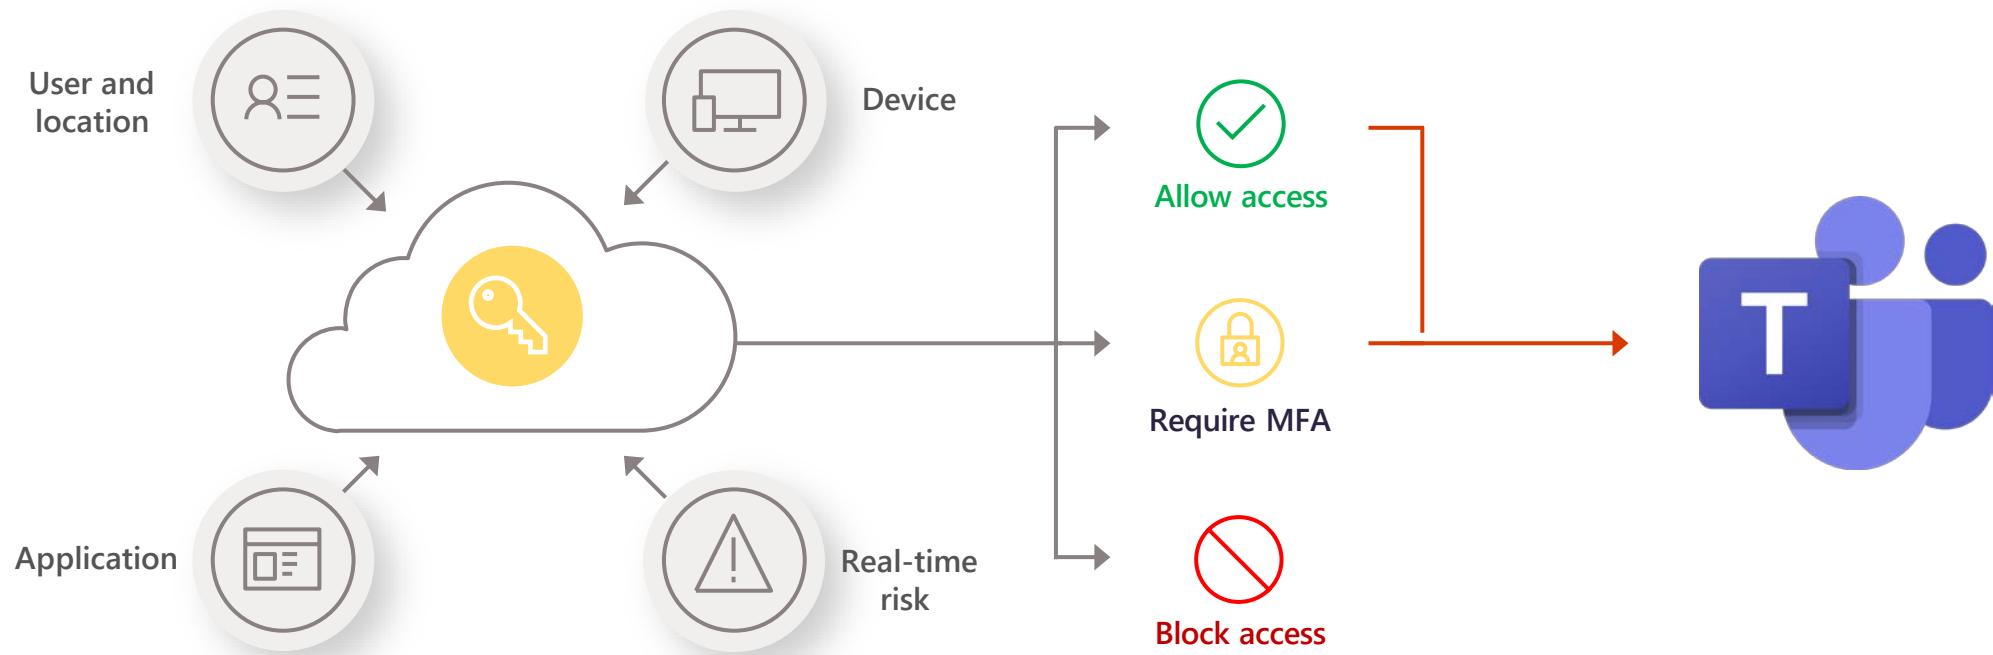 User and
location
Device
Allow access
T
Require MFA
Application
Real-time
risk
Block access